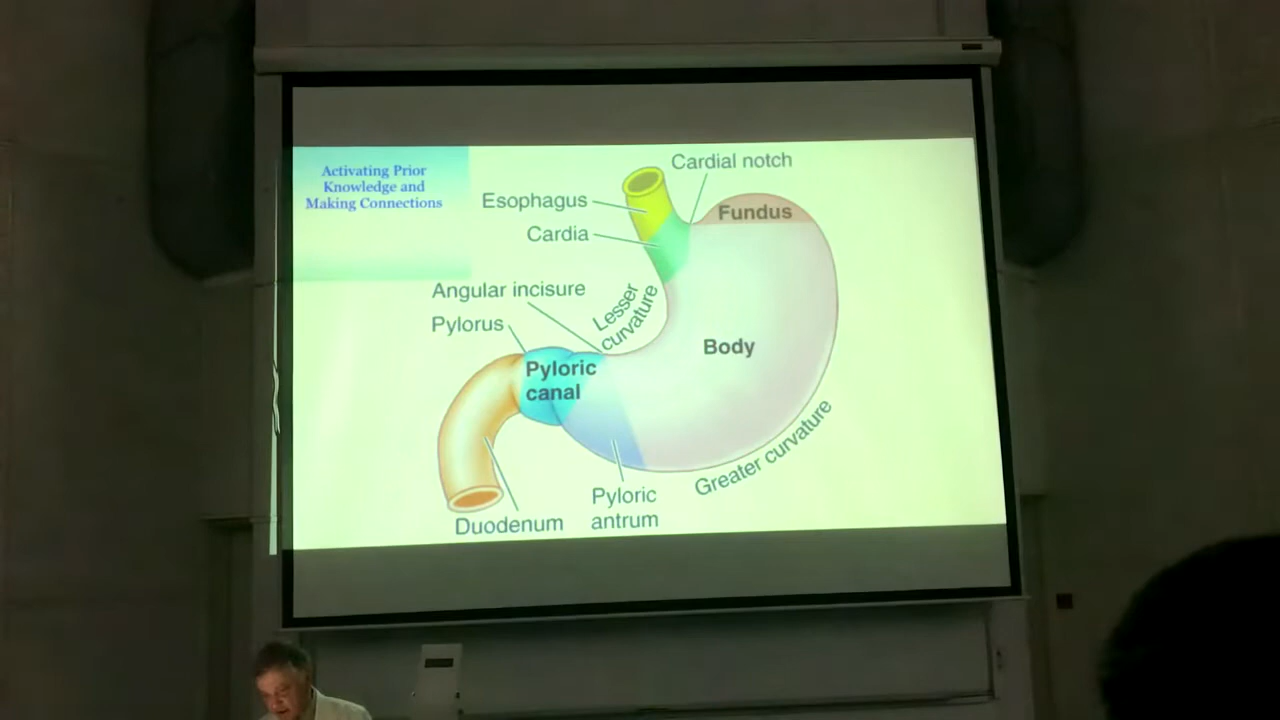 Activating Prior
Knowledge and
Making Connections
Cardial notch
Esophagus
Fundus
Cardia
Angular incisure
Lesser
curvature
Pylorus
Body
Pyloric
canal
Greater curvature
Pyloric
antrum
Duodenum